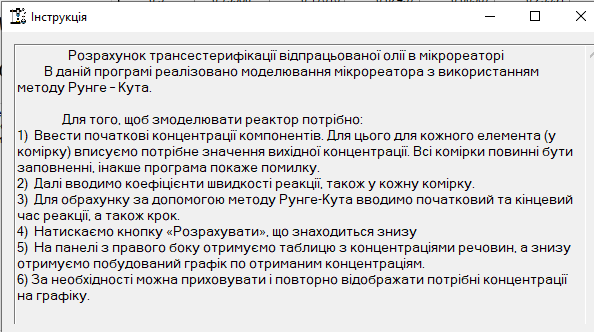 Інструкція
Розрахунок трансестерифікації відпрацьованої олії в мікрореаторі
В даній програмі реалізовано моделювання мікрореатора з використанням
методу Рунге – Кута.
Для того, щоб змоделювати реактор потрібно:
1) Ввести початкові концентрації компонентів. Для цього для кожного елемента (у
комірку) вписуємо потрібне значення вихідної концентрації. Всі комірки повинні бути
заповненні, інакше програма покаже помилку.
2) Далі вводимо коефіцієнти швидкості реакції, також у кожну комірку.
3) Для обрахунку за допомогою методу Рунге-Кута вводимо початковий та кінцевий
час реакції, а також крок.
4) Натискаємо кнопку «Розрахувати», що знаходиться знизу
5) На панелі з правого боку отримуємо таблицю з концентраціями речовин, а знизу
отримуємо побудований графік по отриманим концентраціям.
6) За необхідності можна приховувати і повторно відображати потрібні концентрації
на графіку.